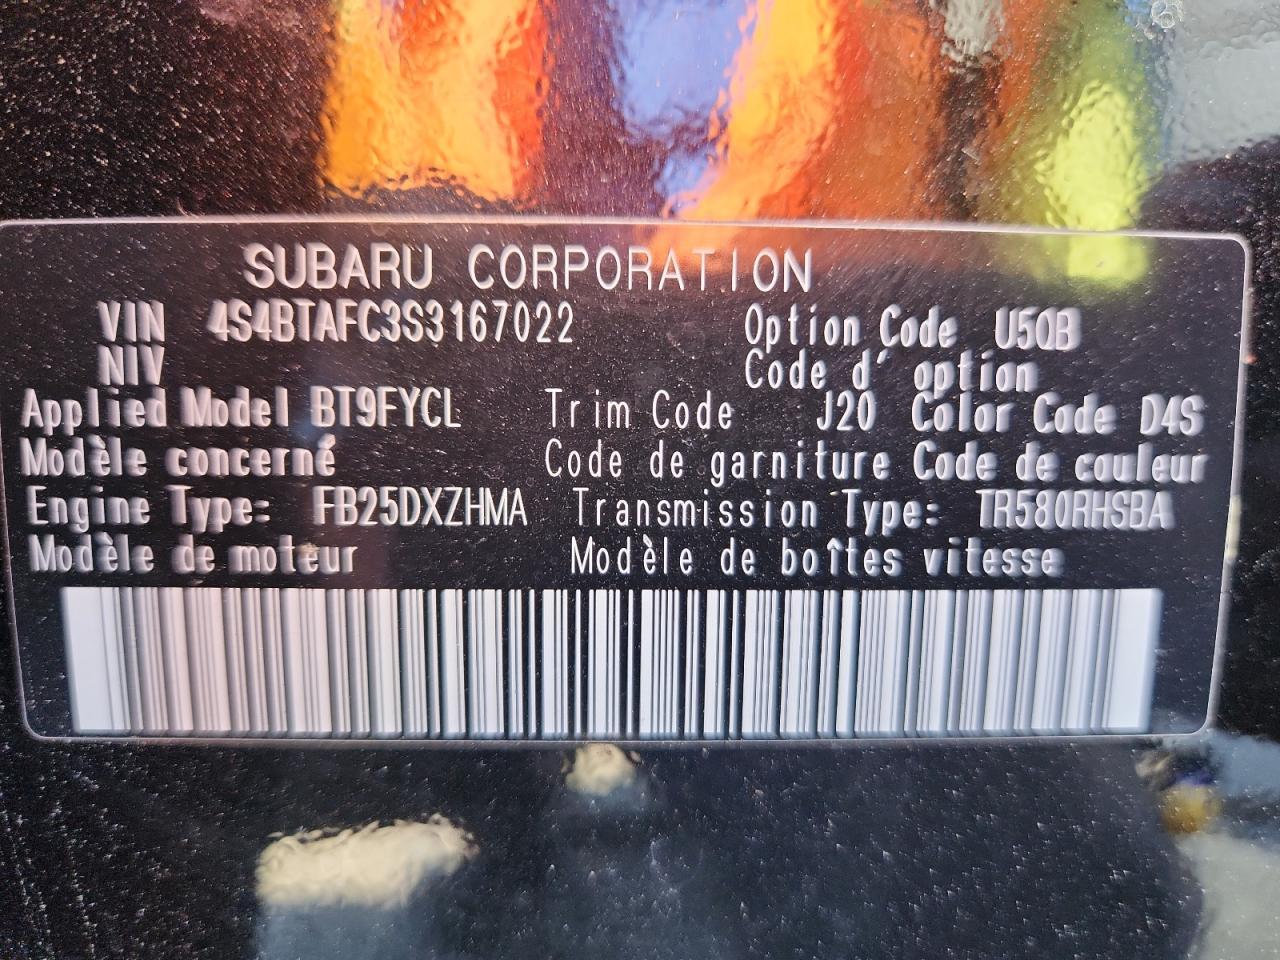 SUBARU CORPORATION
VIN 4S4BTAFC3S3167022 Option Code U5QB
NIV Code d' option
Applied Model BT9FYCL Trim Code J20 Color Code D4S
Modèle concerné Code de garniture Code de couleur
Engine Type: FB25DXZHMA Transmission Type: TR580RHSBA
Modèle de moteur Modèle de boîtes vitesse